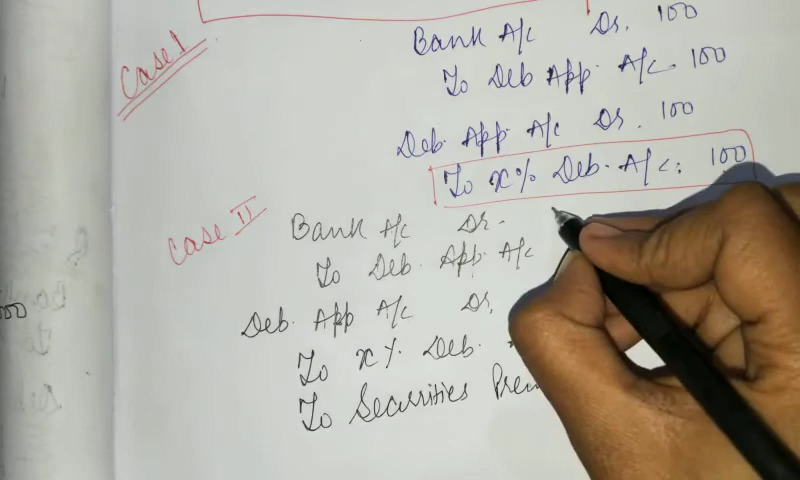 Case I
Bank A/c Dr. 100
To Deb App. A/c. 100
Deb. App. A/c Dr. 100
To x% Deb. A/c. 100
Case II
Bank A/c Dr.
To Deb. App. A/c
Deb. App A/c Dr.
To x%. Deb.
To Securities Prem